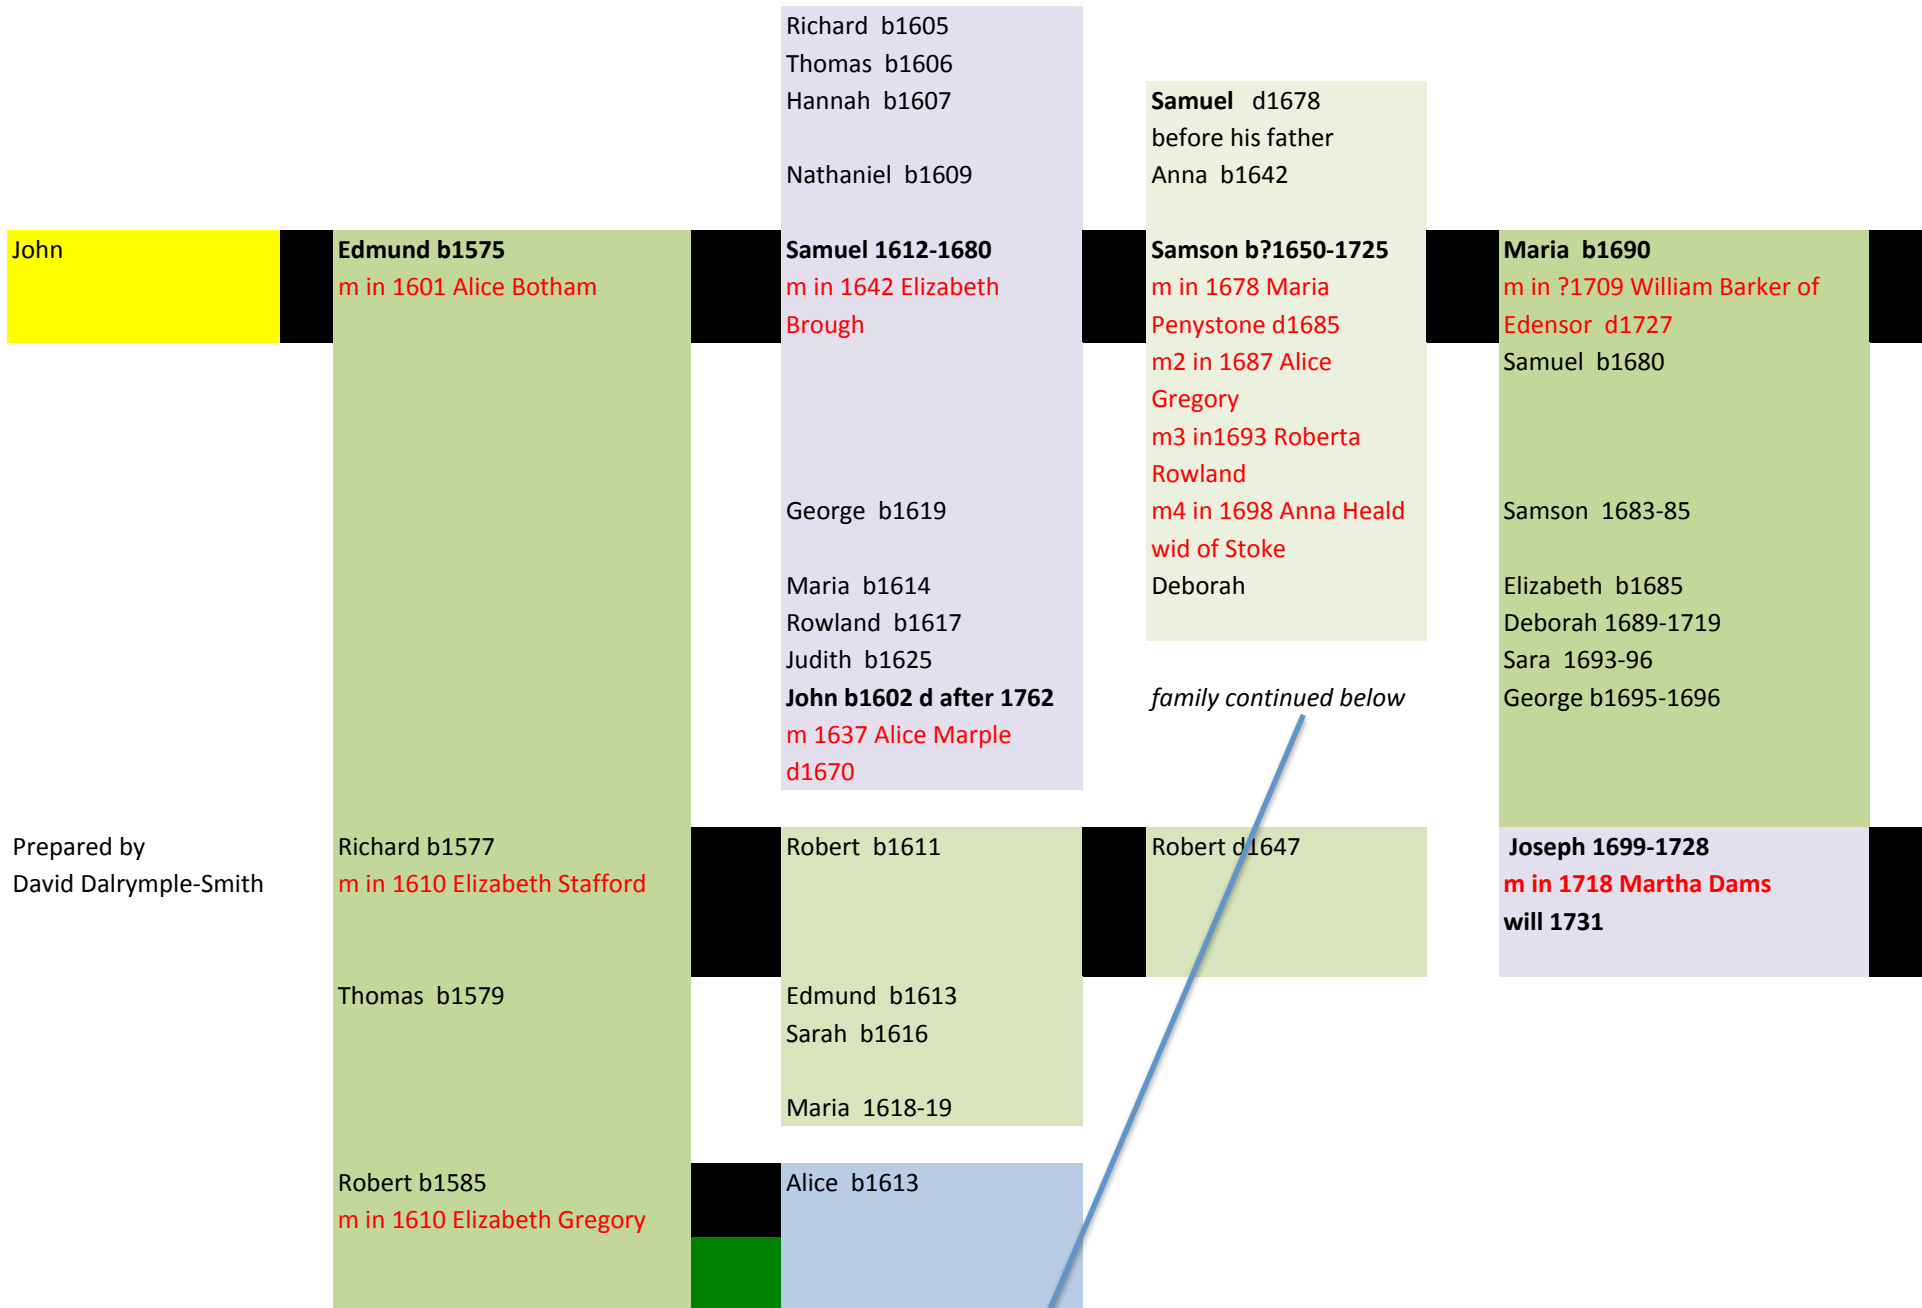 John
Prepared by
David Dalrymple-Smith
Edmund b1575
m in 1601 Alice Botham
Richard b1577
m in 1610 Elizabeth Stafford
Thomas b1579
Robert b1585
m in 1610 Elizabeth Gregory
Richard b1605
Thomas b1606
Hannah b1607
Nathaniel b1609
Samuel 1612-1680
m in 1642 Elizabeth
Brough
George b1619
Maria b1614
Rowland b1617
Judith b1625
John b1602 d after 1762
m 1637 Alice Marple
d1670
Robert b1611
Edmund b1613
Sarah b1616
Maria 1618-19
Alice b1613
Samuel d1678
before his father
Anna b1642
Samson b?1650-1725
m in 1678 Maria
Penystone d1685
m2 in 1687 Alice
Gregory
m3 in1693 Roberta
Rowland
m4 in 1698 Anna Heald
wid of Stoke
Deborah
family continued below
Robert d1647
Maria b1690
m in ?1709 William Barker of
Edensor d1727
Samuel b1680
Samson 1683-85
Elizabeth b1685
Deborah 1689-1719
Sara 1693-96
George b1695-1696
Joseph 1699-1728
m in 1718 Martha Dams
will 1731